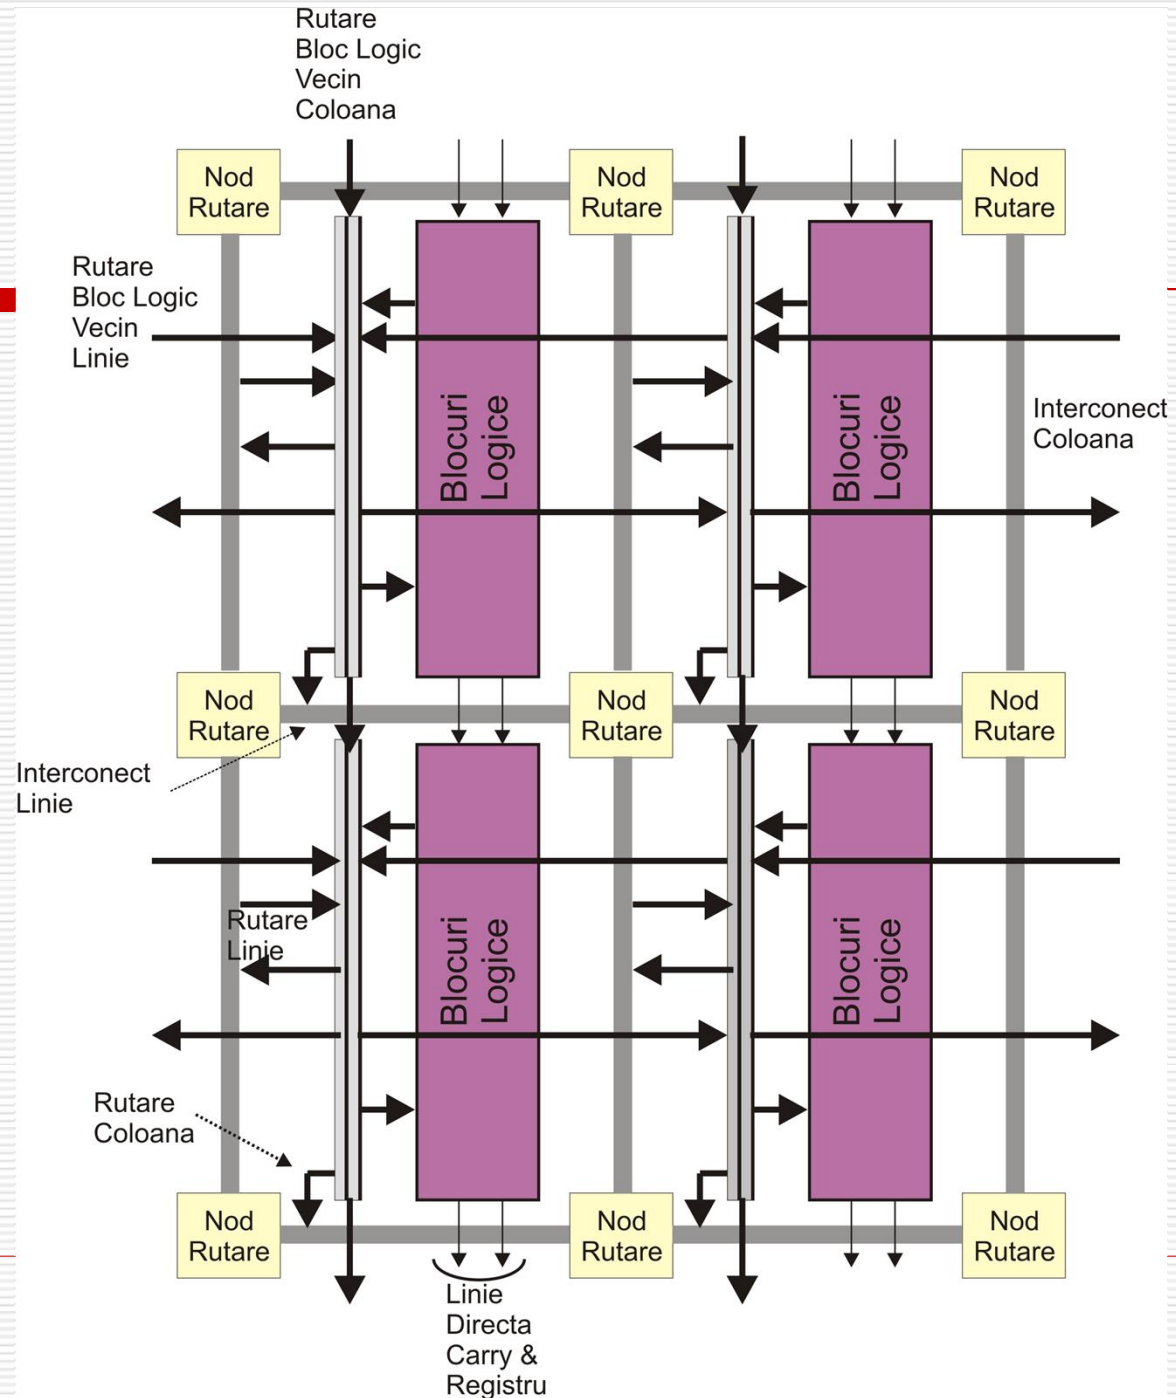 Rutare
Bloc Logic
Vecin
Coloana
Nod
Rutare
Nod
Rutare
Nod
Rutare
Rutare
Bloc Logic
Vecin
Linie
Blocuri
Logice
Blocuri
Logice
Interconect
Coloana
Nod
Rutare
Nod
Rutare
Nod
Rutare
Interconect
Linie
Rutare
Linie
Blocuri
Logice
Blocuri
Logice
Rutare
Coloana
Nod
Rutare
Nod
Rutare
Nod
Rutare
Linie
Directa
Carry &
Registru